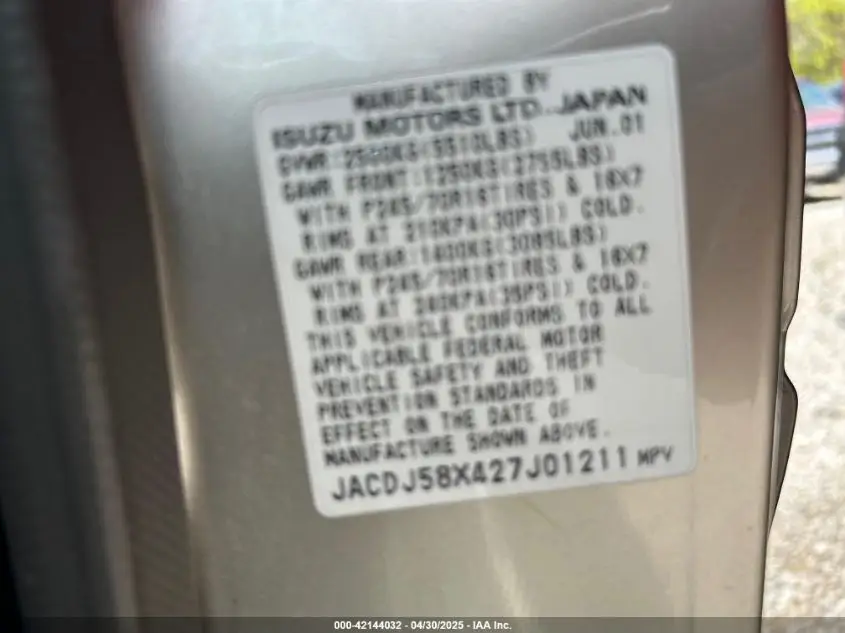 MANUFACTURED BY
ISUZU MOTORS LTD. JAPAN
GVWR:2500KG(5510LBS) JUN.01
GAWR FRONT:1250KG(2755LBS)
WITH P245/70R16TIRES & 16X7
RIMS AT 210KPA(30PSI) COLD.
GAWR REAR:1400KG(3085LBS)
WITH P245/70R16TIRES & 16X7
RIMS AT 240KPA(35PSI) COLD.
THIS VEHICLE CONFORMS TO ALL
APPLICABLE FEDERAL MOTOR
VEHICLE SAFETY AND THEFT
PREVENTION STANDARDS IN
EFFECT ON THE DATE OF
MANUFACTURE SHOWN ABOVE.
JACDJ58X427J01211 MPV
000-42144032 - 04/30/2025 - IAA Inc.